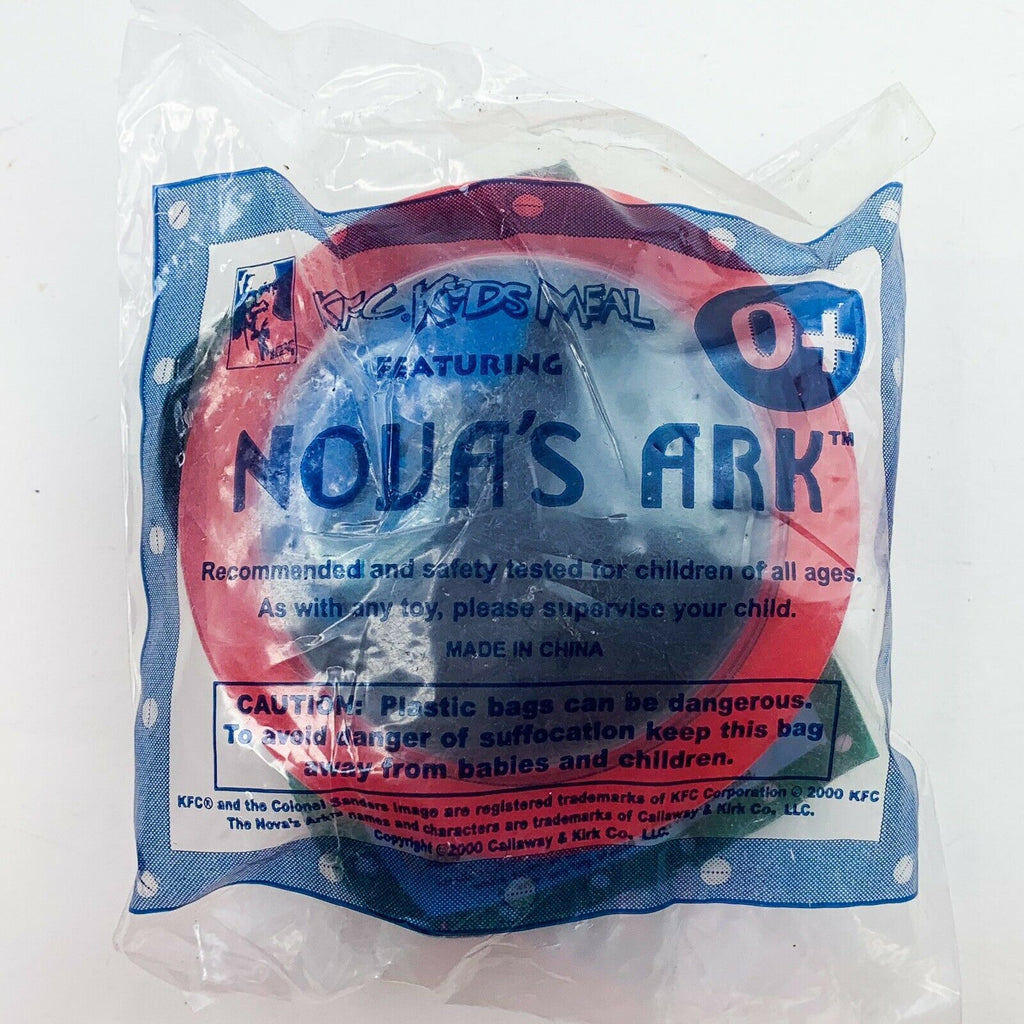 KFC. KIDS MEAL
0+
FEATURING
NOVA'S ARK™
Recommended and safety tested for children of all ages.
As with any toy, please supervise your child.
MADE IN CHINA
CAUTION: Plastic bags can be dangerous.
To avoid danger of suffocation keep this bag
away from babies and children.
KFC® and the Colonel Sanders image are registered trademarks of KFC Corporation © 2000 KFC
The Nova's Ark™ names and characters are trademarks of Callaway & Kirk Co., LLC.
Copyright ©2000 Callaway & Kirk Co., LLC.